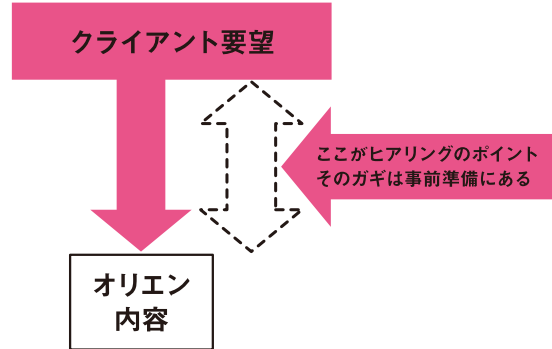 クライアント要望
ここがヒアリングのポイント
そのガギは事前準備にある
オリエン
内容